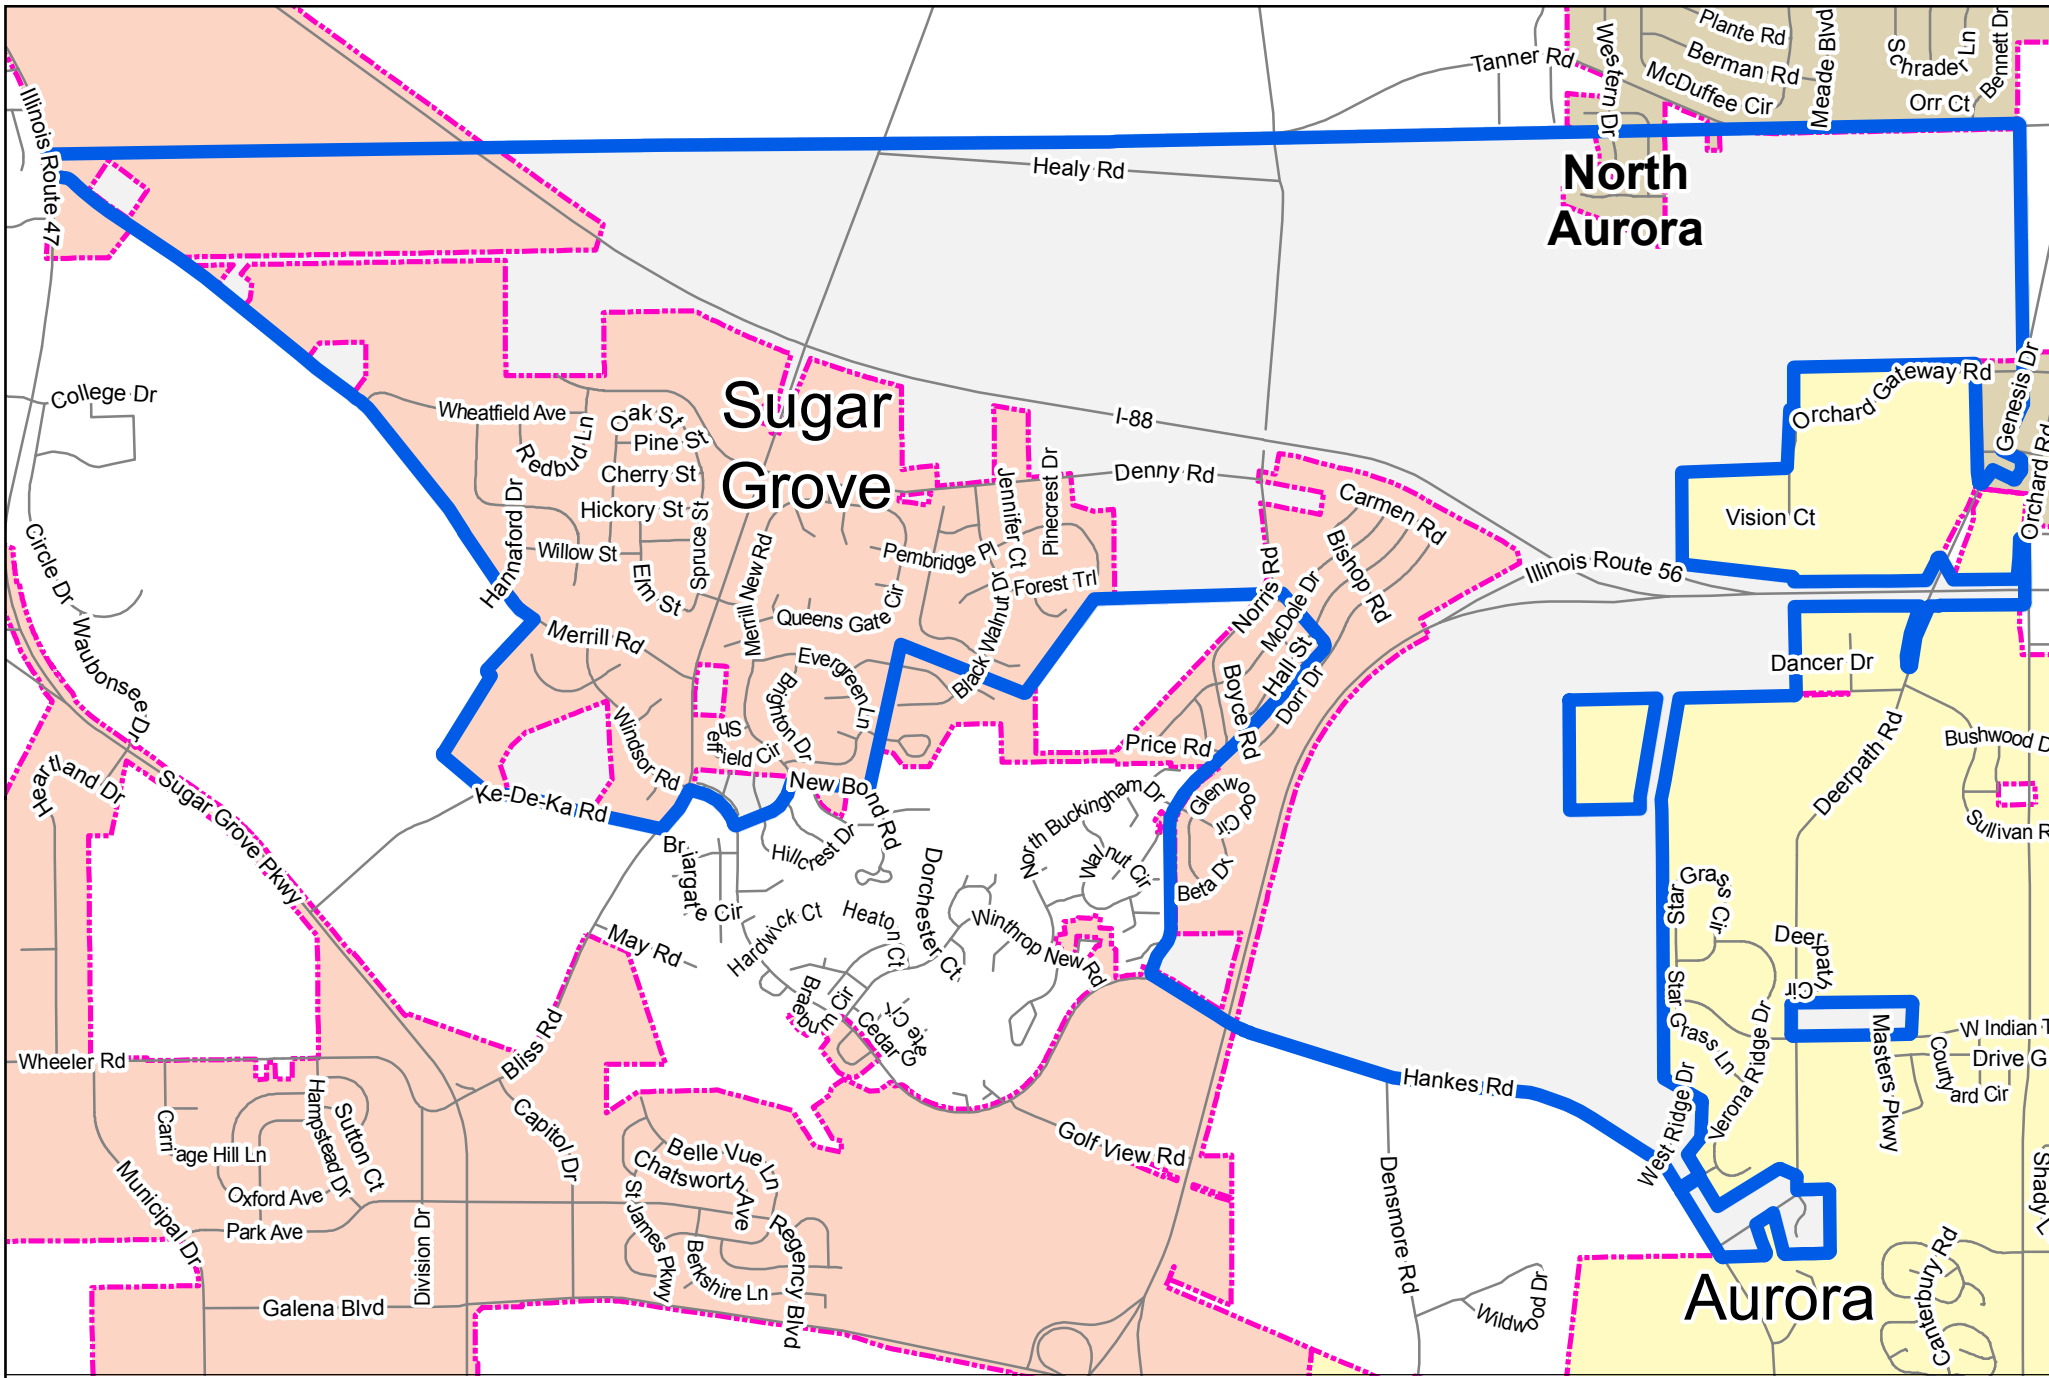 Plante Rd
Berman Rd
McDuffee Cir
Western Dr
Meade Blvd
Schrader Ln
Bennett Dr
Orr Ct
Tanner Rd
Illinois Route 47
Healy Rd
North
Aurora
College Dr
Wheatfield Ave
Redbud Ln
Oak St
Pine St
Cherry St
Hickory St
Willow St
Elm St
Spruce St
Hannaford Dr
Sugar
Grove
I-88
Denny Rd
Jennifer Ct
Pinecrest Dr
Pembridge Pl
Forest Trl
Black Walnut Dr
Merrill New Rd
Queens Gate Cir
Carmen Rd
Bishop Rd
Norris Rd
McDole Dr
Hall St
Dorr Dr
Boyce Rd
Price Rd
Illinois Route 56
Orchard Gateway Rd
Genesis Dr
Orchard Rd
Vision Ct
Dancer Dr
Deerpath Rd
Bushwood D
Sullivan R
Circle Dr
Waubonsee Dr
Merrill Rd
Evergreen Ln
Brighton Dr
Sheffield Cir
Windsor Rd
New Bond Rd
Ke-De-Ka Rd
Heartland Dr
Sugar Grove Pkwy
Briargate Cir
Hillcrest Dr
North Buckingham Dr
Walnut Cir
Glenwood Cir
Beta Dr
Dorchester Ct
Heaton Ct
Hardwick Ct
Winthrop New Rd
May Rd
Braeburn Cir
Cedar Gate Ct
Star Grass Cir
Star Grass Ln
Deerpath Cir
Verona Ridge Dr
West Ridge Dr
Masters Pkwy
W Indian T
Drive G
Courtyard Cir
Hankes Rd
Wheeler Rd
Bliss Rd
Capitol Dr
Carriage Hill Ln
Hampstead Dr
Sutton Ct
Oxford Ave
Park Ave
Municipal Dr
Division Dr
Galena Blvd
Belle Vue Ln
Chatsworth Ave
St James Pkwy
Berkshire Ln
Regency Blvd
Golf View Rd
Densmore Rd
Wildwood Dr
Aurora
Canterbury Rd
Shady L